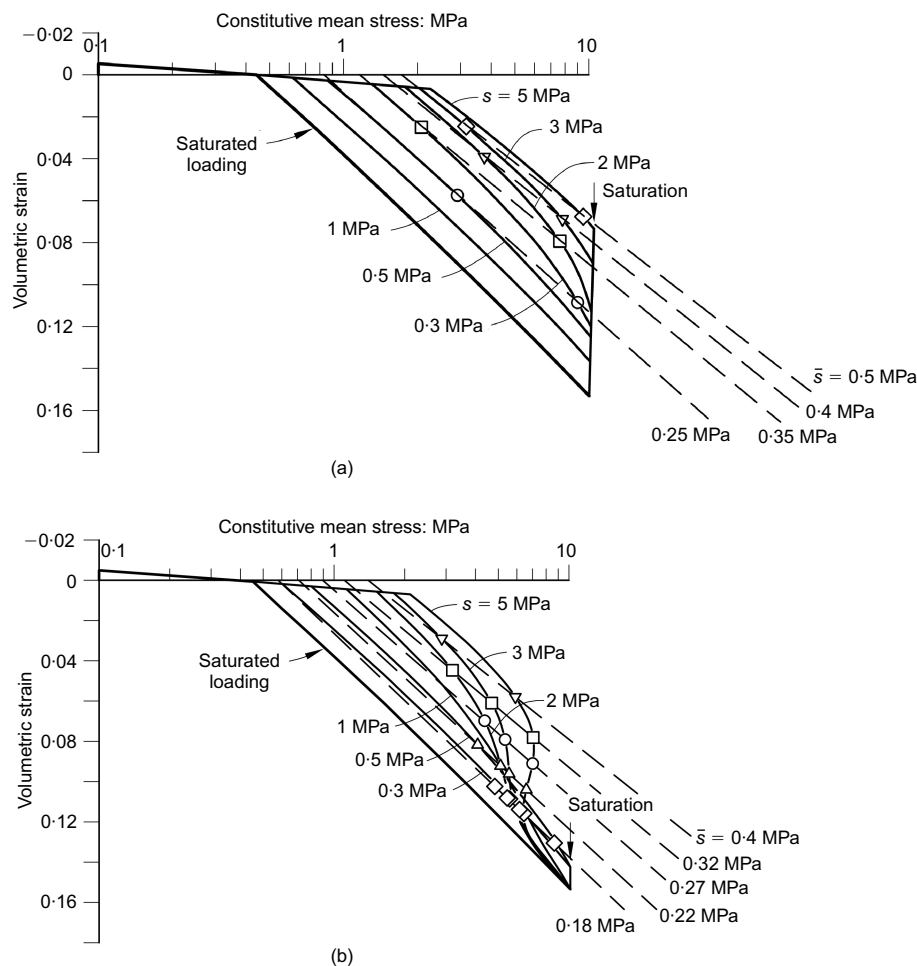 Constitutive mean stress: MPa
−0·02
0·1
1
10
0
0·04
0·08
0·12
0·16
Volumetric strain
s = 5 MPa
3 MPa
2 MPa
Saturated
loading
Saturation
1 MPa
0·5 MPa
0·3 MPa
s̄ = 0·5 MPa
0·4 MPa
0·35 MPa
0·25 MPa
(a)
Constitutive mean stress: MPa
−0·02
0·1
1
10
0
0·04
0·08
0·12
0·16
Volumetric strain
s = 5 MPa
3 MPa
Saturated
loading
2 MPa
1 MPa
0·5 MPa
0·3 MPa
Saturation
s̄ = 0·4 MPa
0·32 MPa
0·27 MPa
0·22 MPa
0·18 MPa
(b)